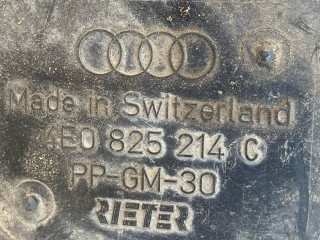 Made in Switzerland
4E0 825 214 C
PP-GM-30
RIETER